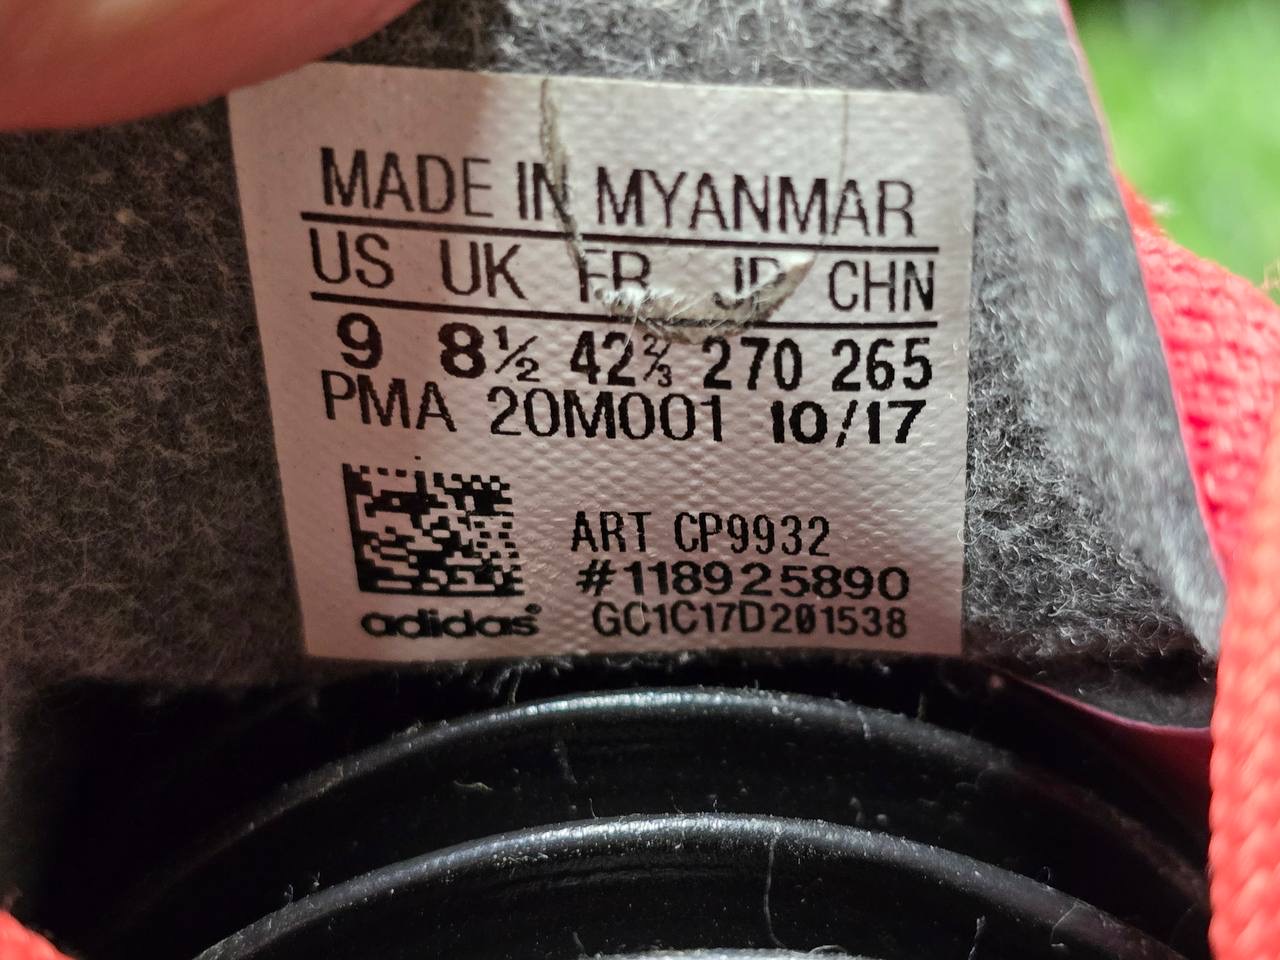 MADE IN MYANMAR
US UK FR JP CHN
9 8½ 42⅔ 270 265
PMA 20M001 10/17
ART CP9932
#118925890
adidas® GC1C17D201538